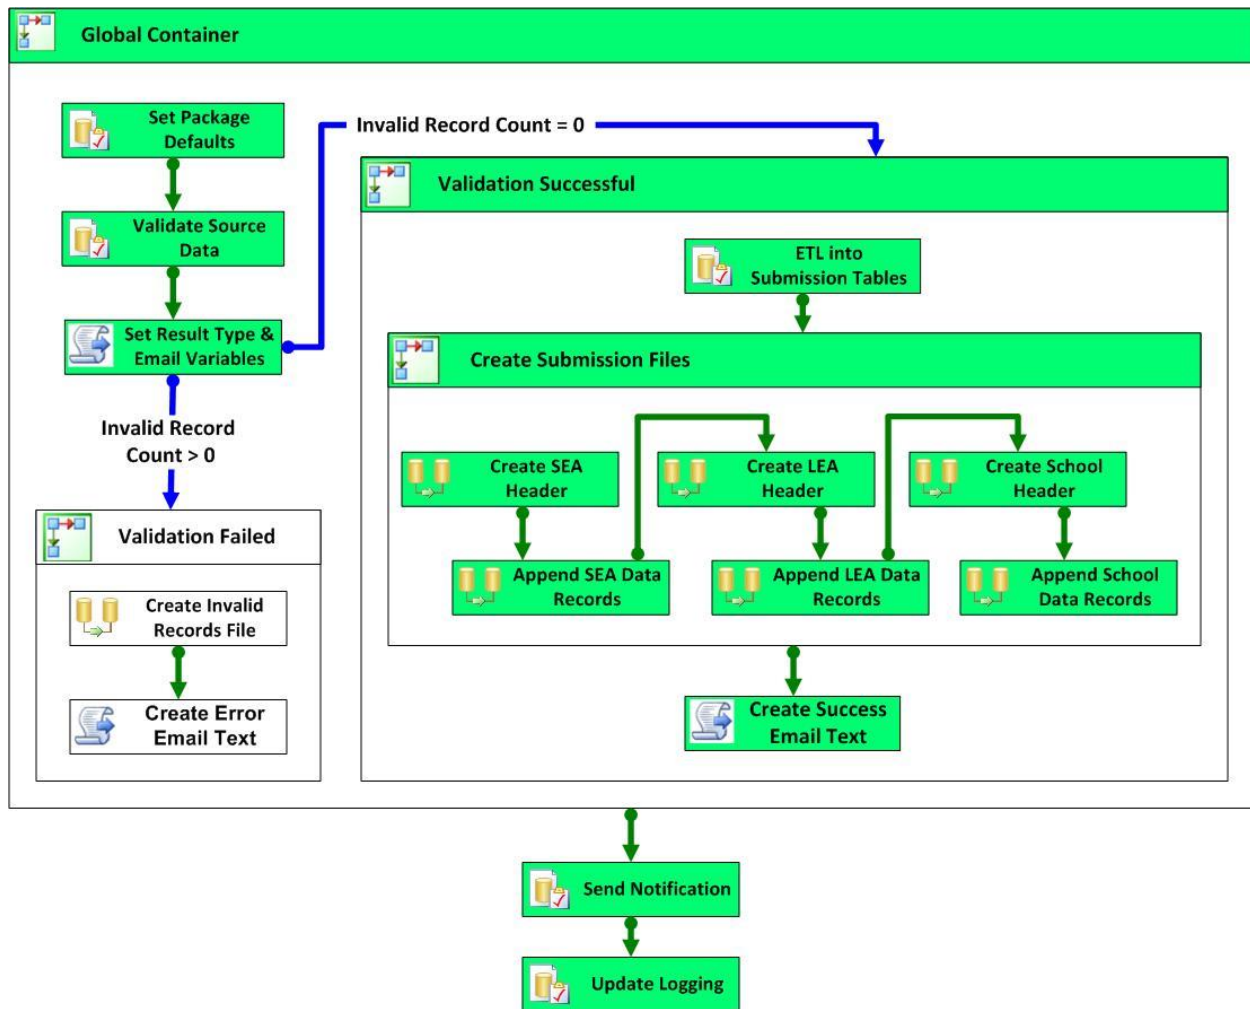 Global Container
Set Package
Defaults
Invalid Record Count = 0
Validation Successful
Validate Source
Data
ETL into
Submission Tables
Set Result Type &
Email Variables
Create Submission Files
Invalid Record
Count > 0
Create SEA
Header
Create LEA
Header
Create School
Header
Validation Failed
Append SEA Data
Records
Append LEA Data
Records
Append School
Data Records
Create Invalid
Records File
Create Error
Email Text
Create Success
Email Text
Send Notification
Update Logging